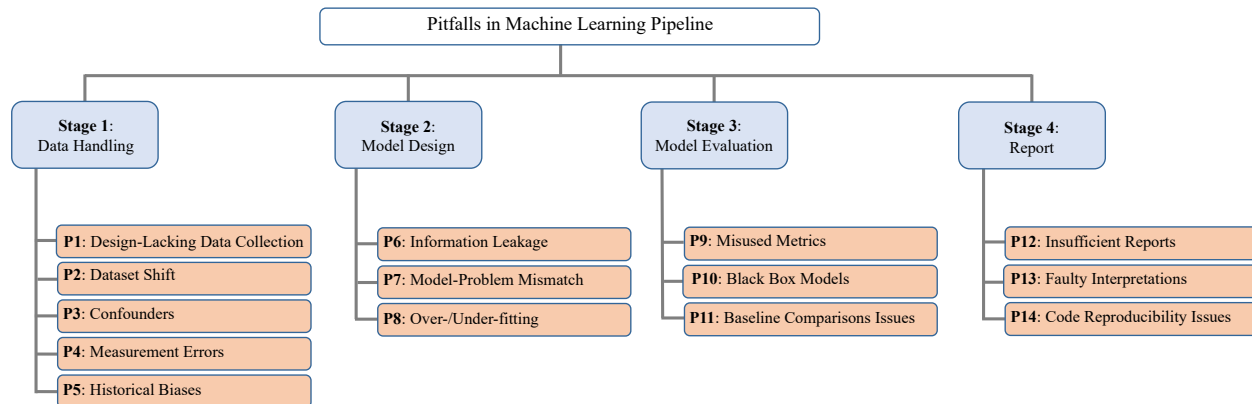 Pitfalls in Machine Learning Pipeline
Stage 1:
Data Handling
P1: Design-Lacking Data Collection
P2: Dataset Shift
P3: Confounders
P4: Measurement Errors
P5: Historical Biases
Stage 2:
Model Design
P6: Information Leakage
P7: Model-Problem Mismatch
P8: Over-/Under-fitting
Stage 3:
Model Evaluation
P9: Misused Metrics
P10: Black Box Models
P11: Baseline Comparisons Issues
Stage 4:
Report
P12: Insufficient Reports
P13: Faulty Interpretations
P14: Code Reproducibility Issues